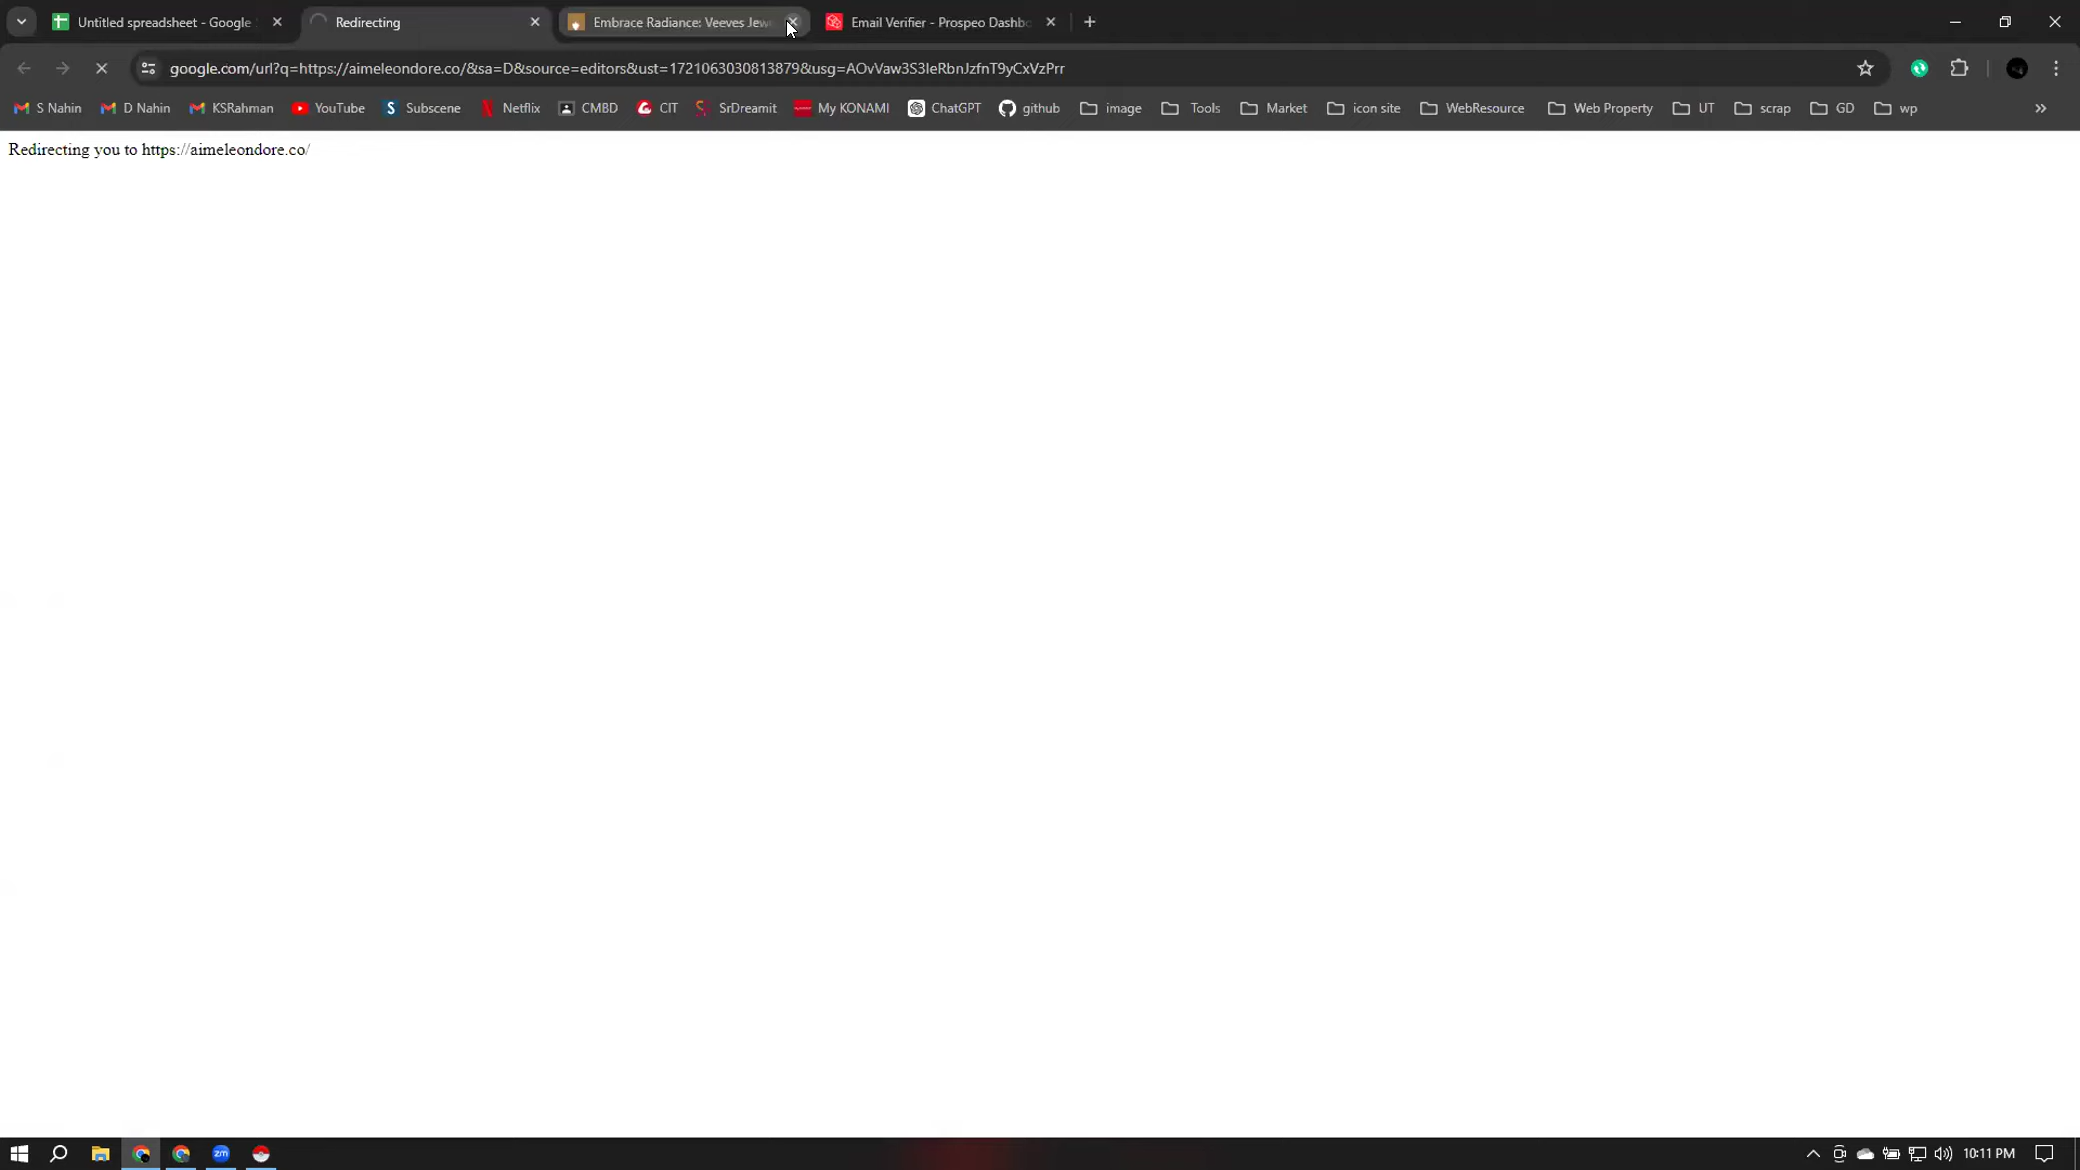 Untitled spreadsheet - Google
Redirecting
Embrace Radiance: Veeves Jew
Email Verifier - Prospeo Dashbo
google.com/url?q=https://aimeleondore.co/&sa=D&source=editors&ust=1721063030813879&usg=AOvVaw3S3IeRbnJzfnT9yCxVzPrr
S Nahin
D Nahin
KSRahman
YouTube
Subscene
Netflix
CMBD
CIT
SrDreamit
My KONAMI
ChatGPT
github
image
Tools
Market
icon site
WebResource
Web Property
UT
scrap
GD
wp
Redirecting you to https://aimeleondore.co/
zm
10:11 PM